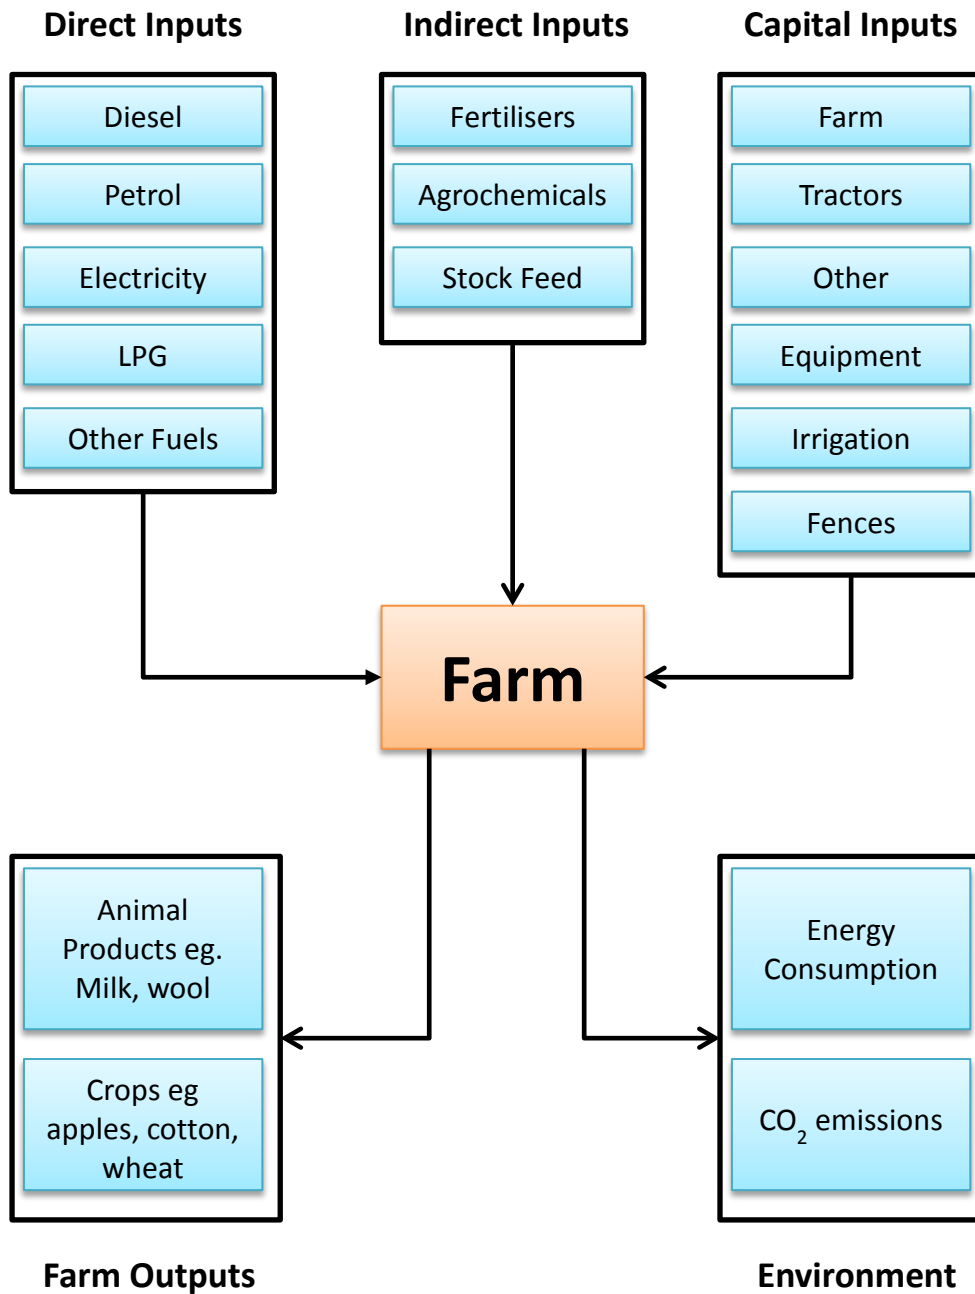 Direct Inputs
Diesel
Petrol
Electricity
LPG
Other Fuels
Indirect Inputs
Fertilisers
Agrochemicals
Stock Feed
Capital Inputs
Farm
Tractors
Other
Equipment
Irrigation
Fences
Farm
Animal
Products eg.
Milk, wool
Crops eg
apples, cotton,
wheat
Farm Outputs
Energy
Consumption
CO₂ emissions
Environment